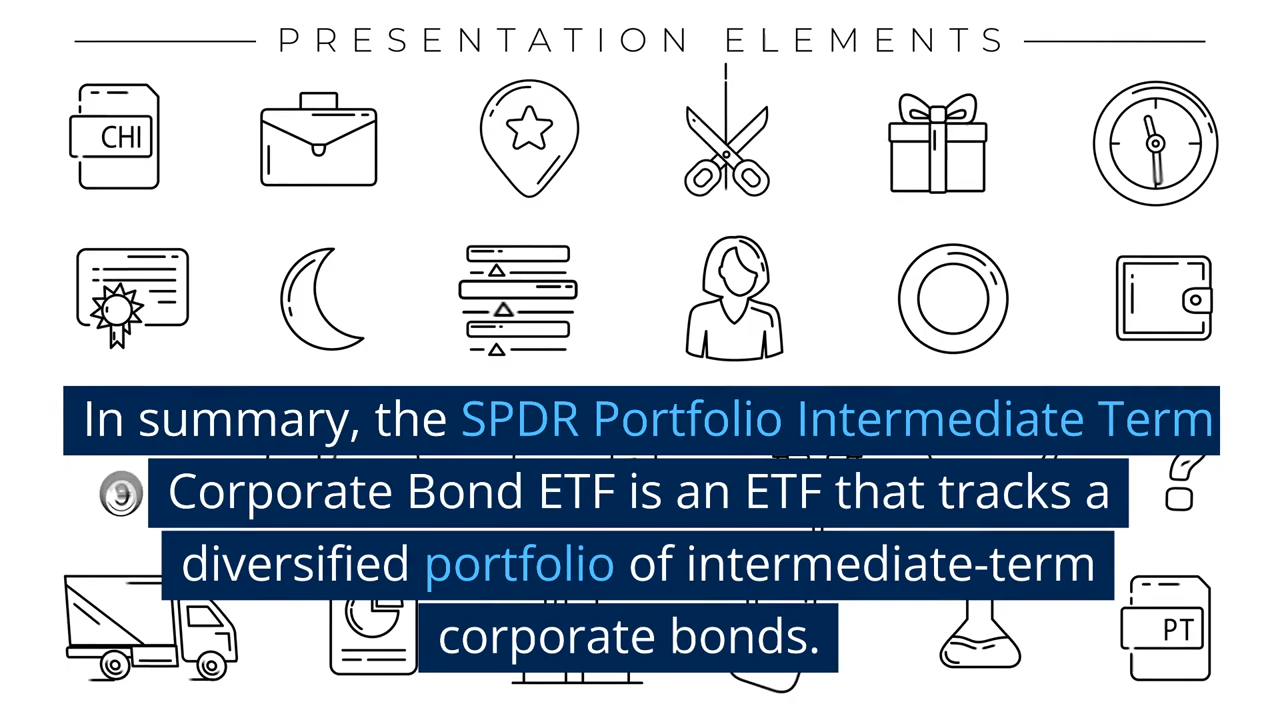 PRESENTATION ELEMENTS
CHI
In summary, the SPDR Portfolio Intermediate Term
Corporate Bond ETF is an ETF that tracks a
diversified portfolio of intermediate-term
corporate bonds.
PT